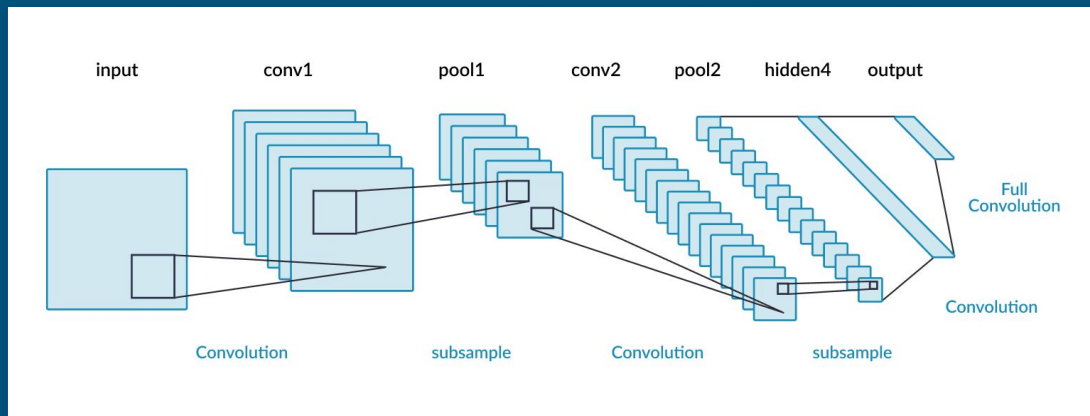 input conv1 pool1 conv2 pool2 hidden4 output
Full
Convolution
Convolution
Convolution subsample Convolution subsample